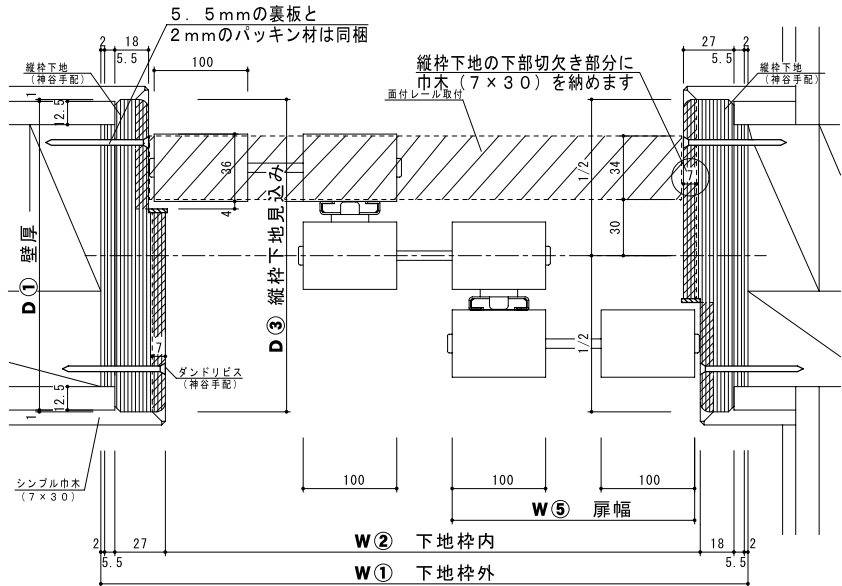 5．5mmの裏板と
2mmのパッキン材は同梱
2 18
5.5
縦枠下地
（神谷手配）
100
縦枠下地の下部切欠き部分に
巾木（7×30）を納めます
面付レール取付
27 2
5.5
縦枠下地
（神谷手配）
1
12.5
36
4
1/2
34
7
30
D① 壁厚
D③ 縦枠下地見込み
1/2
7
ダンドリビス
（神谷手配）
12.5
1
シンプル巾木
（7×30）
100
100
100
W⑤ 扉幅
2 27
5.5
W② 下地枠内
18 2
5.5
W① 下地枠外